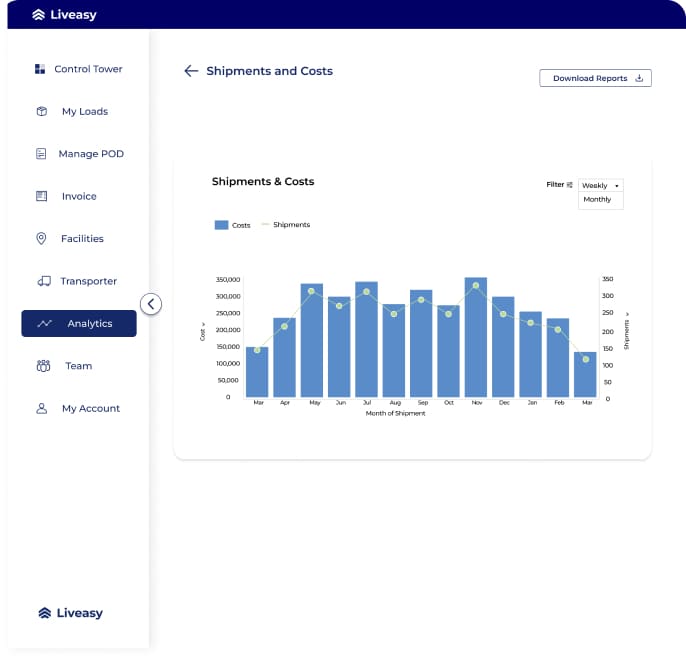 Liveasy
Control Tower
My Loads
Manage POD
Invoice
Facilities
Transporter
Analytics
Team
My Account
Liveasy
Shipments and Costs
Download Reports
Shipments & Costs
Filter
Weekly
Monthly
Costs
Shipments
Cost
350,000
300,000
250,000
200,000
150,000
100,000
50,000
0
350
300
250
200
150
100
50
0
Shipments
Mar Apr May Jun Jul Aug Sep Oct Nov Dec Jan Feb Mar
Month of Shipment